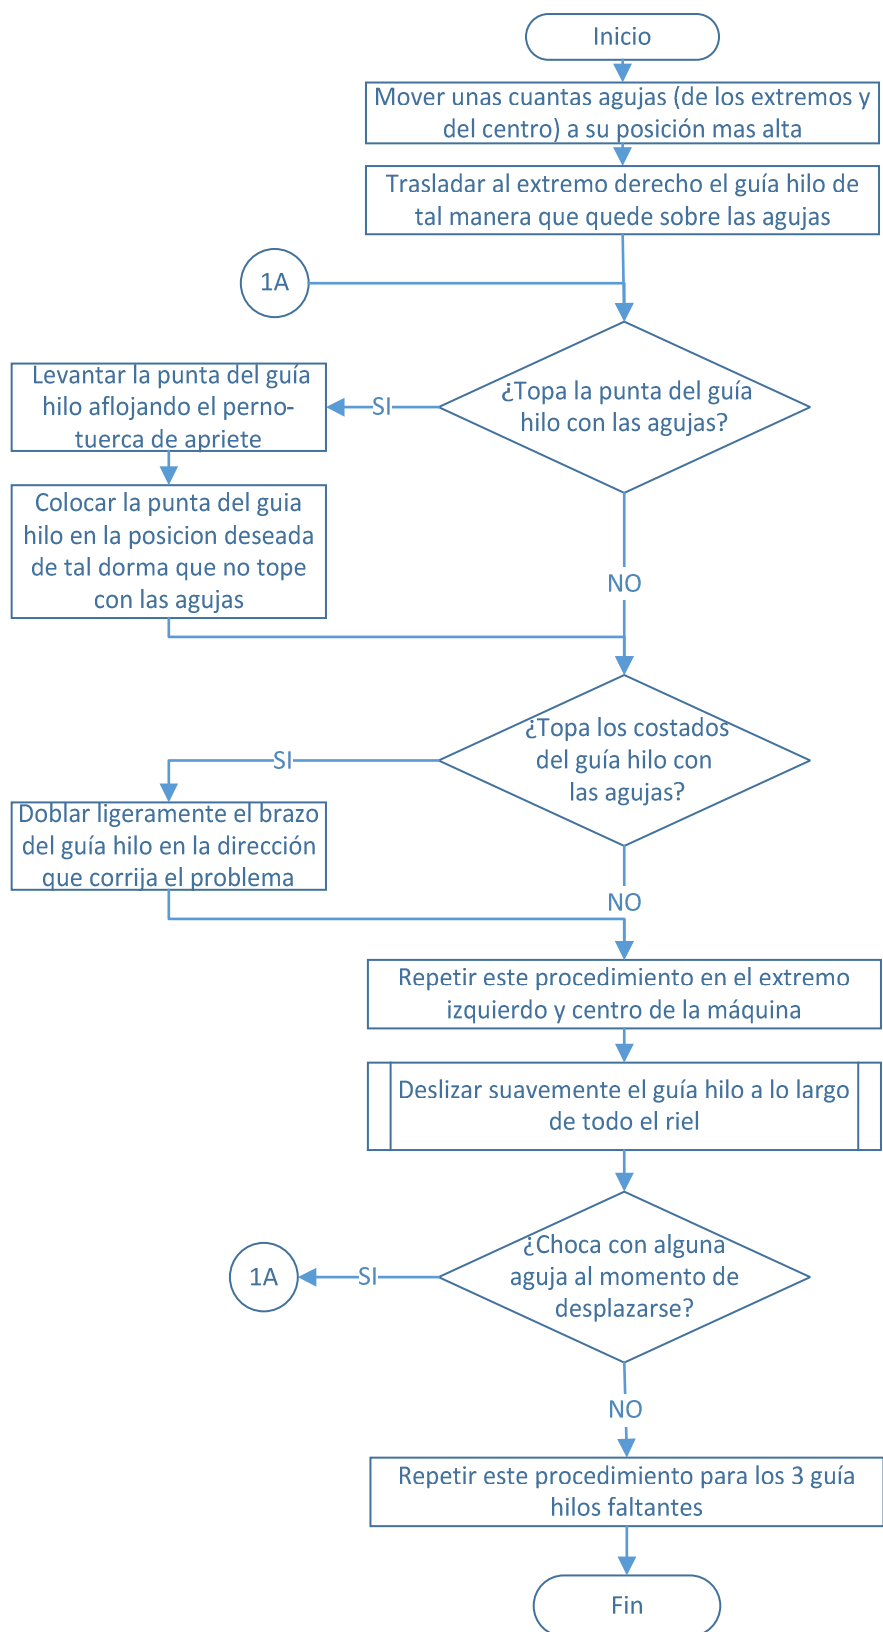 Inicio
Mover unas cuantas agujas (de los extremos y
del centro) a su posición mas alta
Trasladar al extremo derecho el guía hilo de
tal manera que quede sobre las agujas
1A
¿Topa la punta del guía
hilo con las agujas?
SI
Levantar la punta del guía
hilo aflojando el perno-
tuerca de apriete
Colocar la punta del guia
hilo en la posicion deseada
de tal dorma que no tope
con las agujas
NO
¿Topa los costados
del guía hilo con
las agujas?
SI
Doblar ligeramente el brazo
del guía hilo en la dirección
que corrija el problema
NO
Repetir este procedimiento en el extremo
izquierdo y centro de la máquina
Deslizar suavemente el guía hilo a lo largo
de todo el riel
¿Choca con alguna
aguja al momento de
desplazarse?
SI
1A
NO
Repetir este procedimiento para los 3 guía
hilos faltantes
Fin